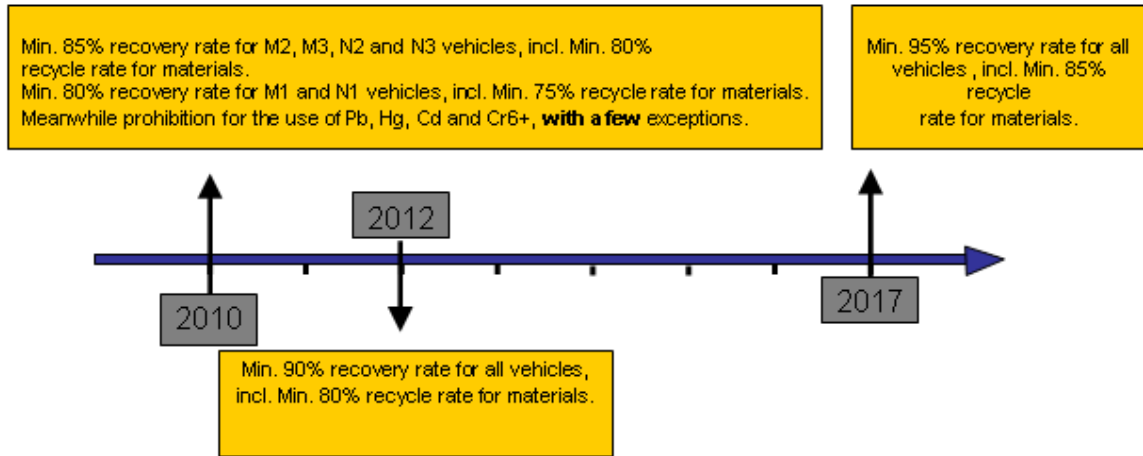 Min. 85% recovery rate for M2, M3, N2 and N3 vehicles, incl. Min. 80%
recycle rate for materials.
Min. 80% recovery rate for M1 and N1 vehicles, incl. Min. 75% recycle rate for materials.
Meanwhile prohibition for the use of Pb, Hg, Cd and Cr6+, with a few exceptions.
Min. 95% recovery rate for all
vehicles , incl. Min. 85%
recycle
rate for materials.
2012
2010
2017
Min. 90% recovery rate for all vehicles,
incl. Min. 80% recycle rate for materials.